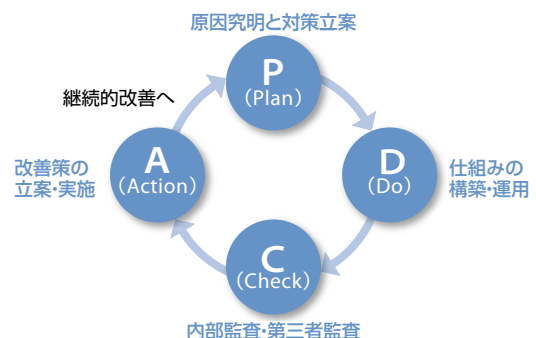 原因究明と対策立案
P
(Plan)
継続的改善へ
A
(Action)
改善策の
立案・実施
D
(Do)
仕組みの
構築・運用
C
(Check)
内部監査・第三者監査